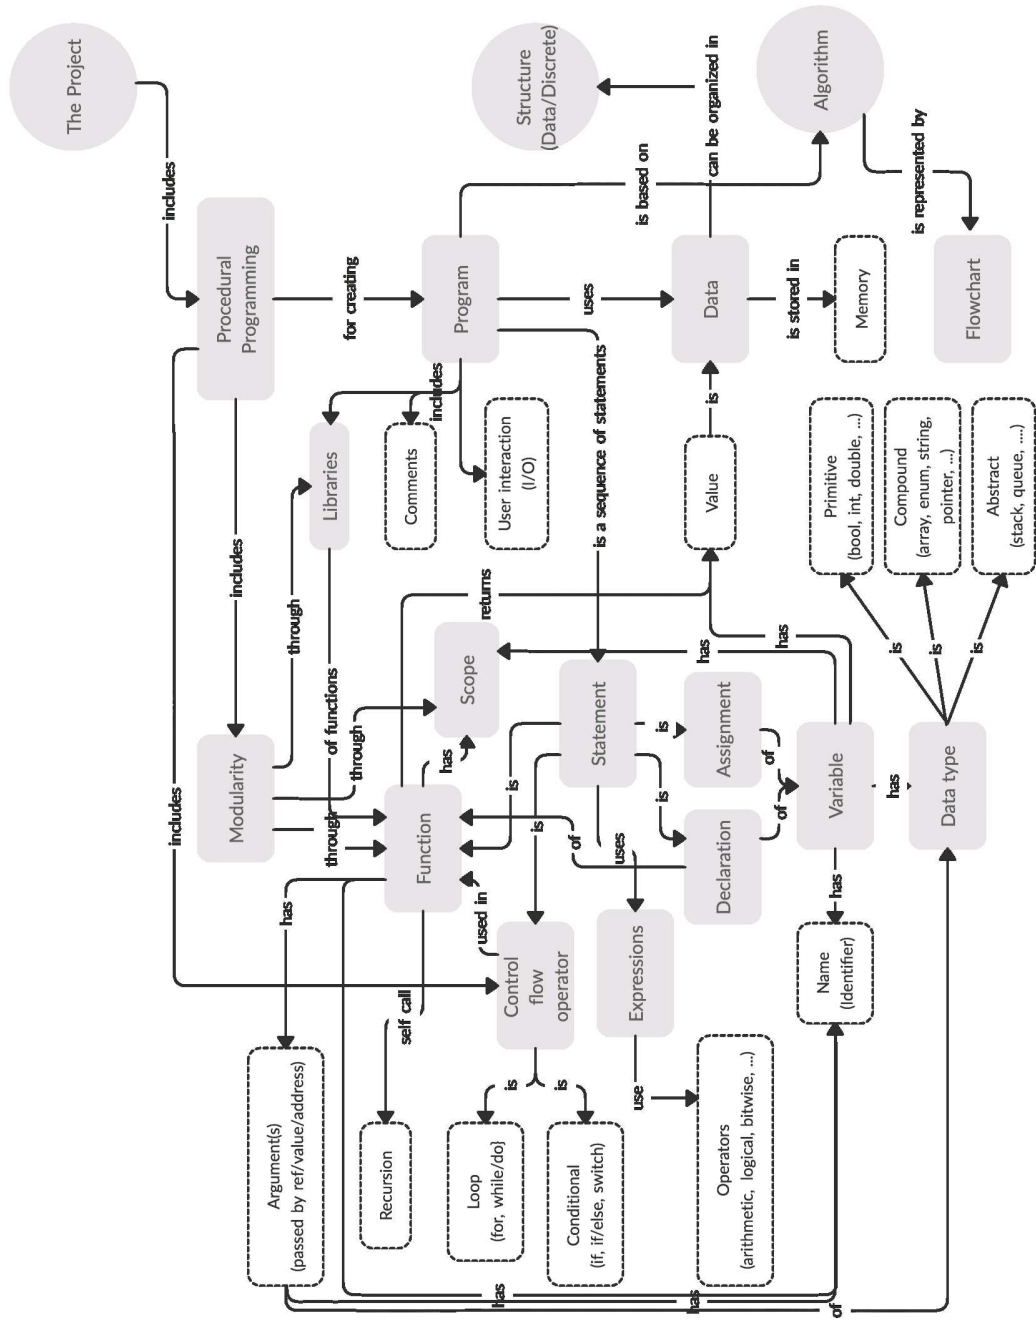 The Project
includes
Procedural
Programming
includes
includes
for creating
Modularity
through
through
through
Libraries
of functions
Program
includes
Comments
User interaction
(I/O)
uses
is a sequence of statements
is based on
Structure
(Data/Discrete)
can be organized in
Algorithm
is represented by
Flowchart
Data
is stored in
Memory
Value
is
returns
Scope
has
has
has
Function
has
self call
used in
is
is
of
Statement
is
is
uses
Assignment
of
Declaration
of
Variable
has
has
Data type
is
is
is
Primitive
(bool, int, double, ...)
Compound
(array, enum, string,
pointer, ...)
Abstract
(stack, queue, ....)
Name
(Identifier)
Control
flow
operator
is
is
Expressions
use
Argument(s)
(passed by ref/value/address)
Recursion
Loop
(for, while/do}
Conditional
(if, if/else, switch)
Operators
(arithmetic, logical, bitwise, ...)
has
has
of